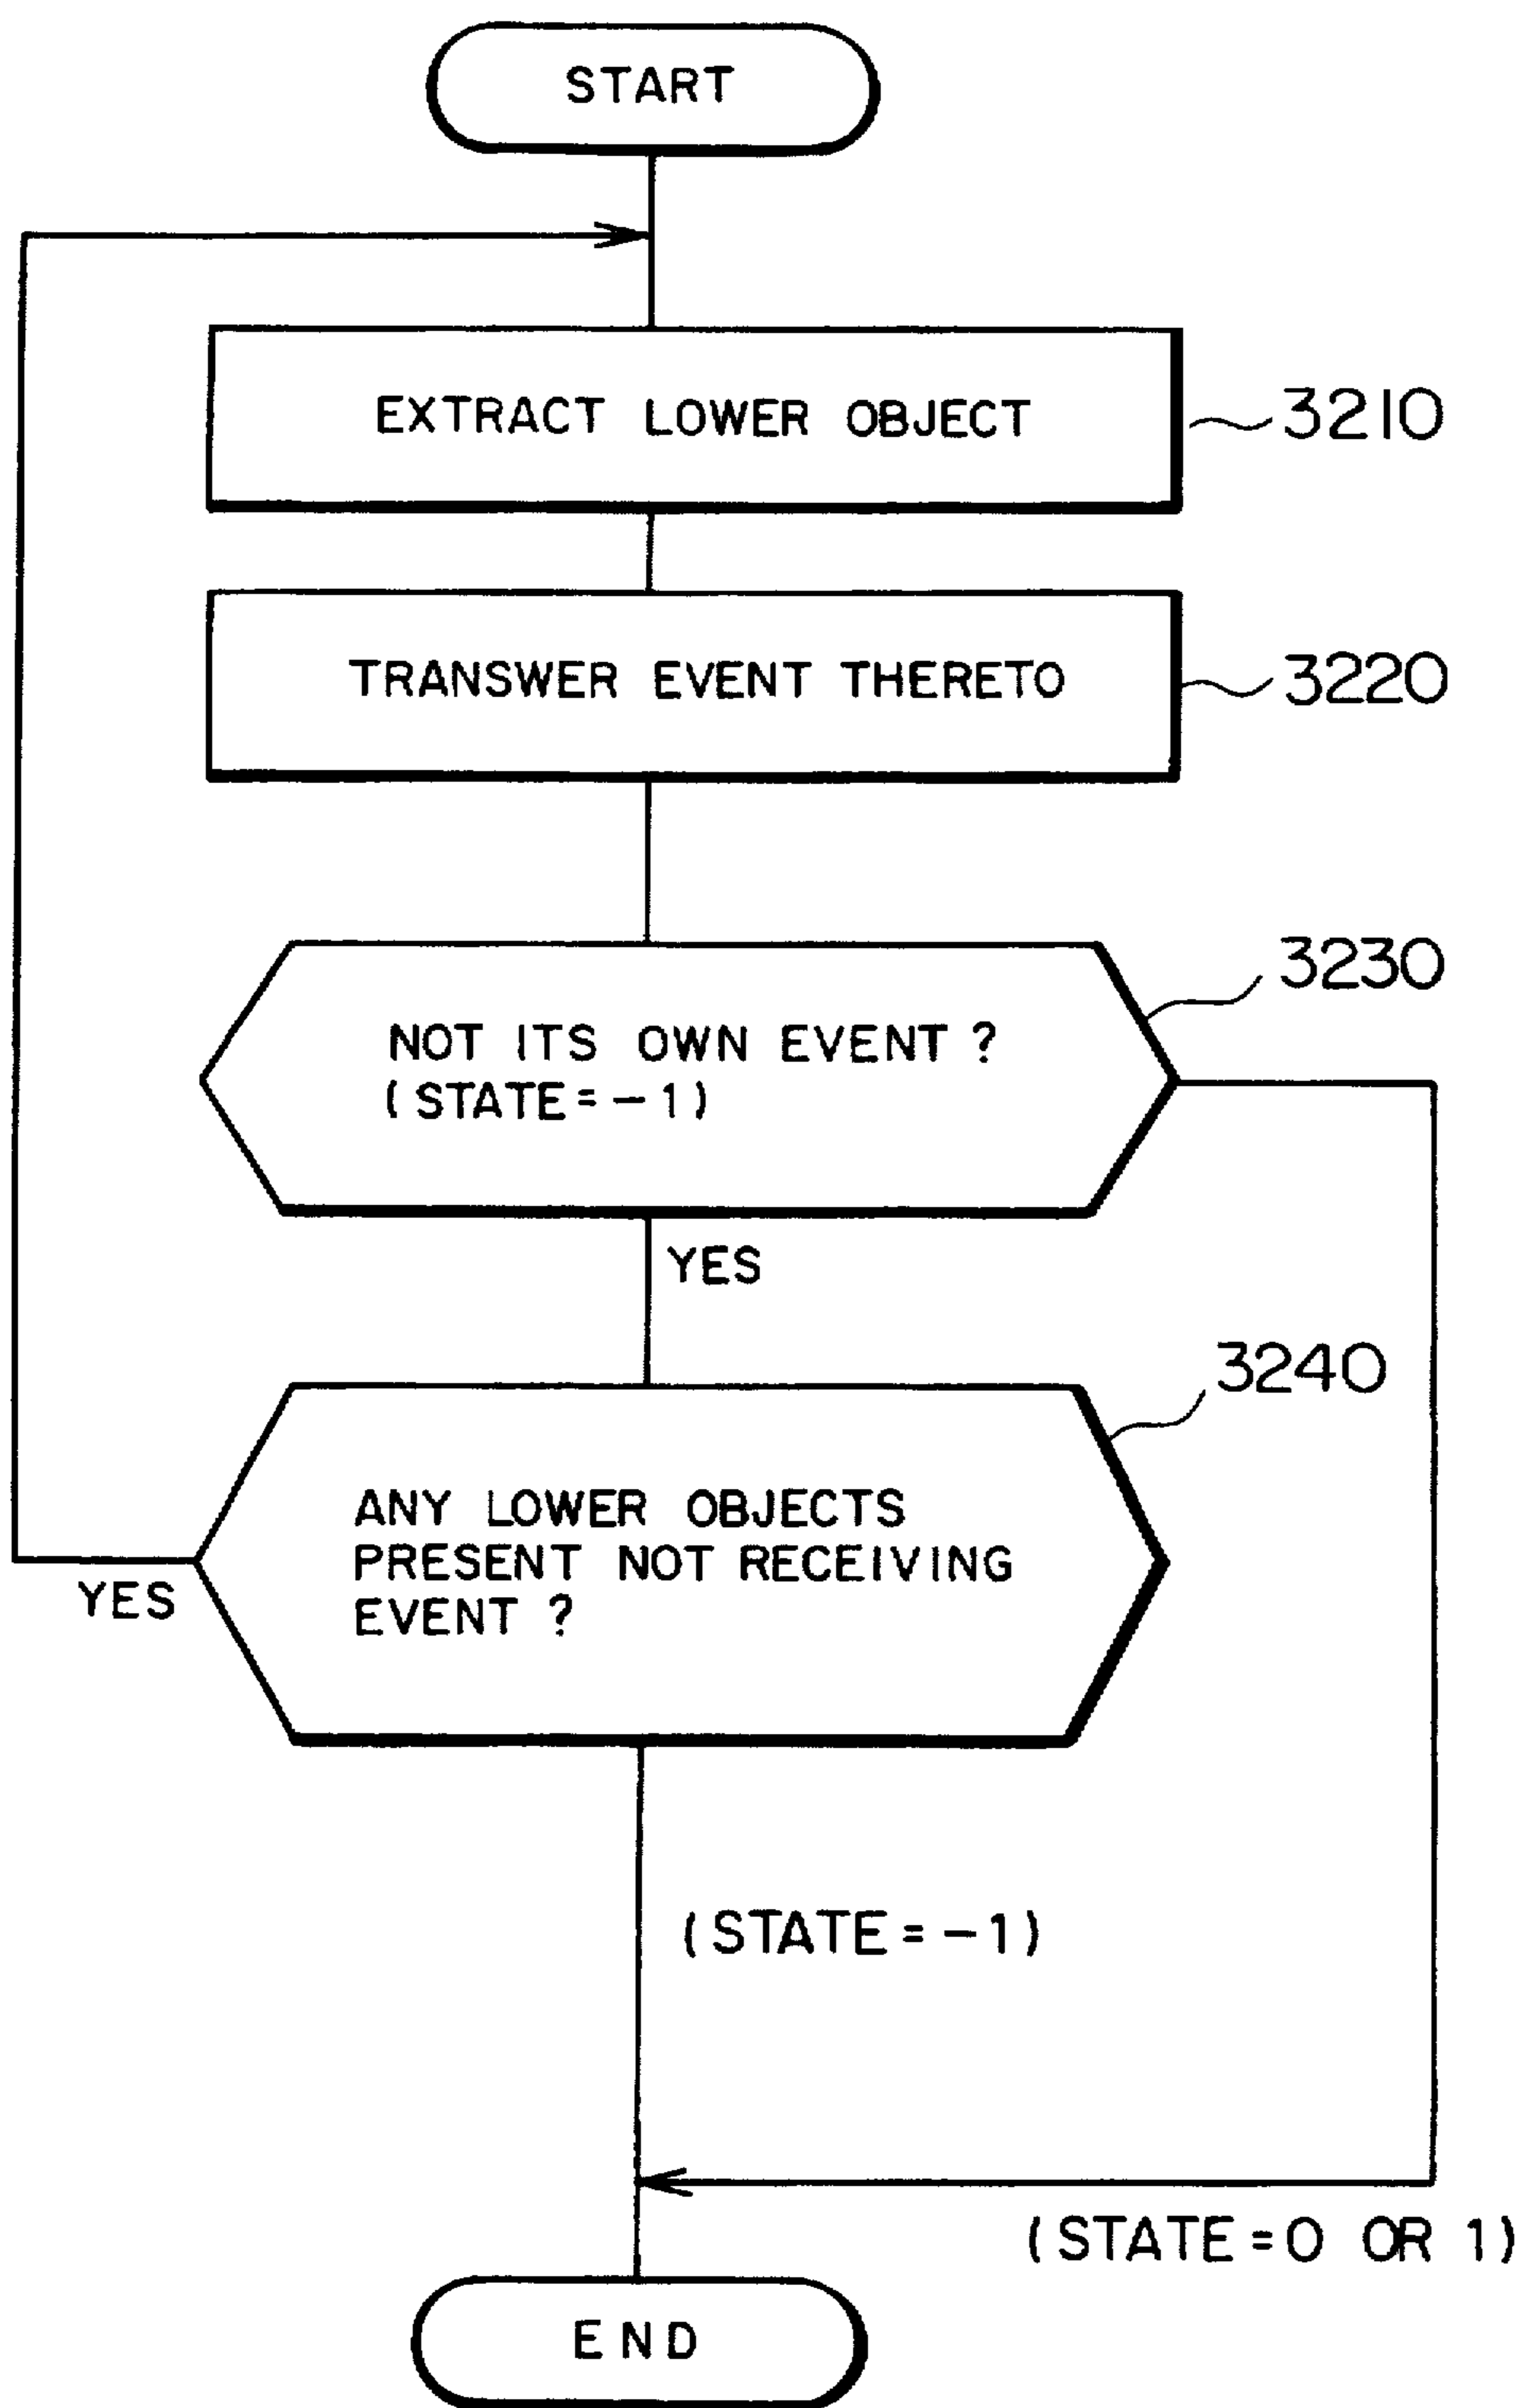 START
EXTRACT LOWER OBJECT
3210
TRANSWER EVENT THERETO
3220
3230
NOT ITS OWN EVENT ?
(STATE = -1)
YES
3240
ANY LOWER OBJECTS
PRESENT NOT RECEIVING
EVENT ?
YES
(STATE = -1)
(STATE = 0 OR 1)
END